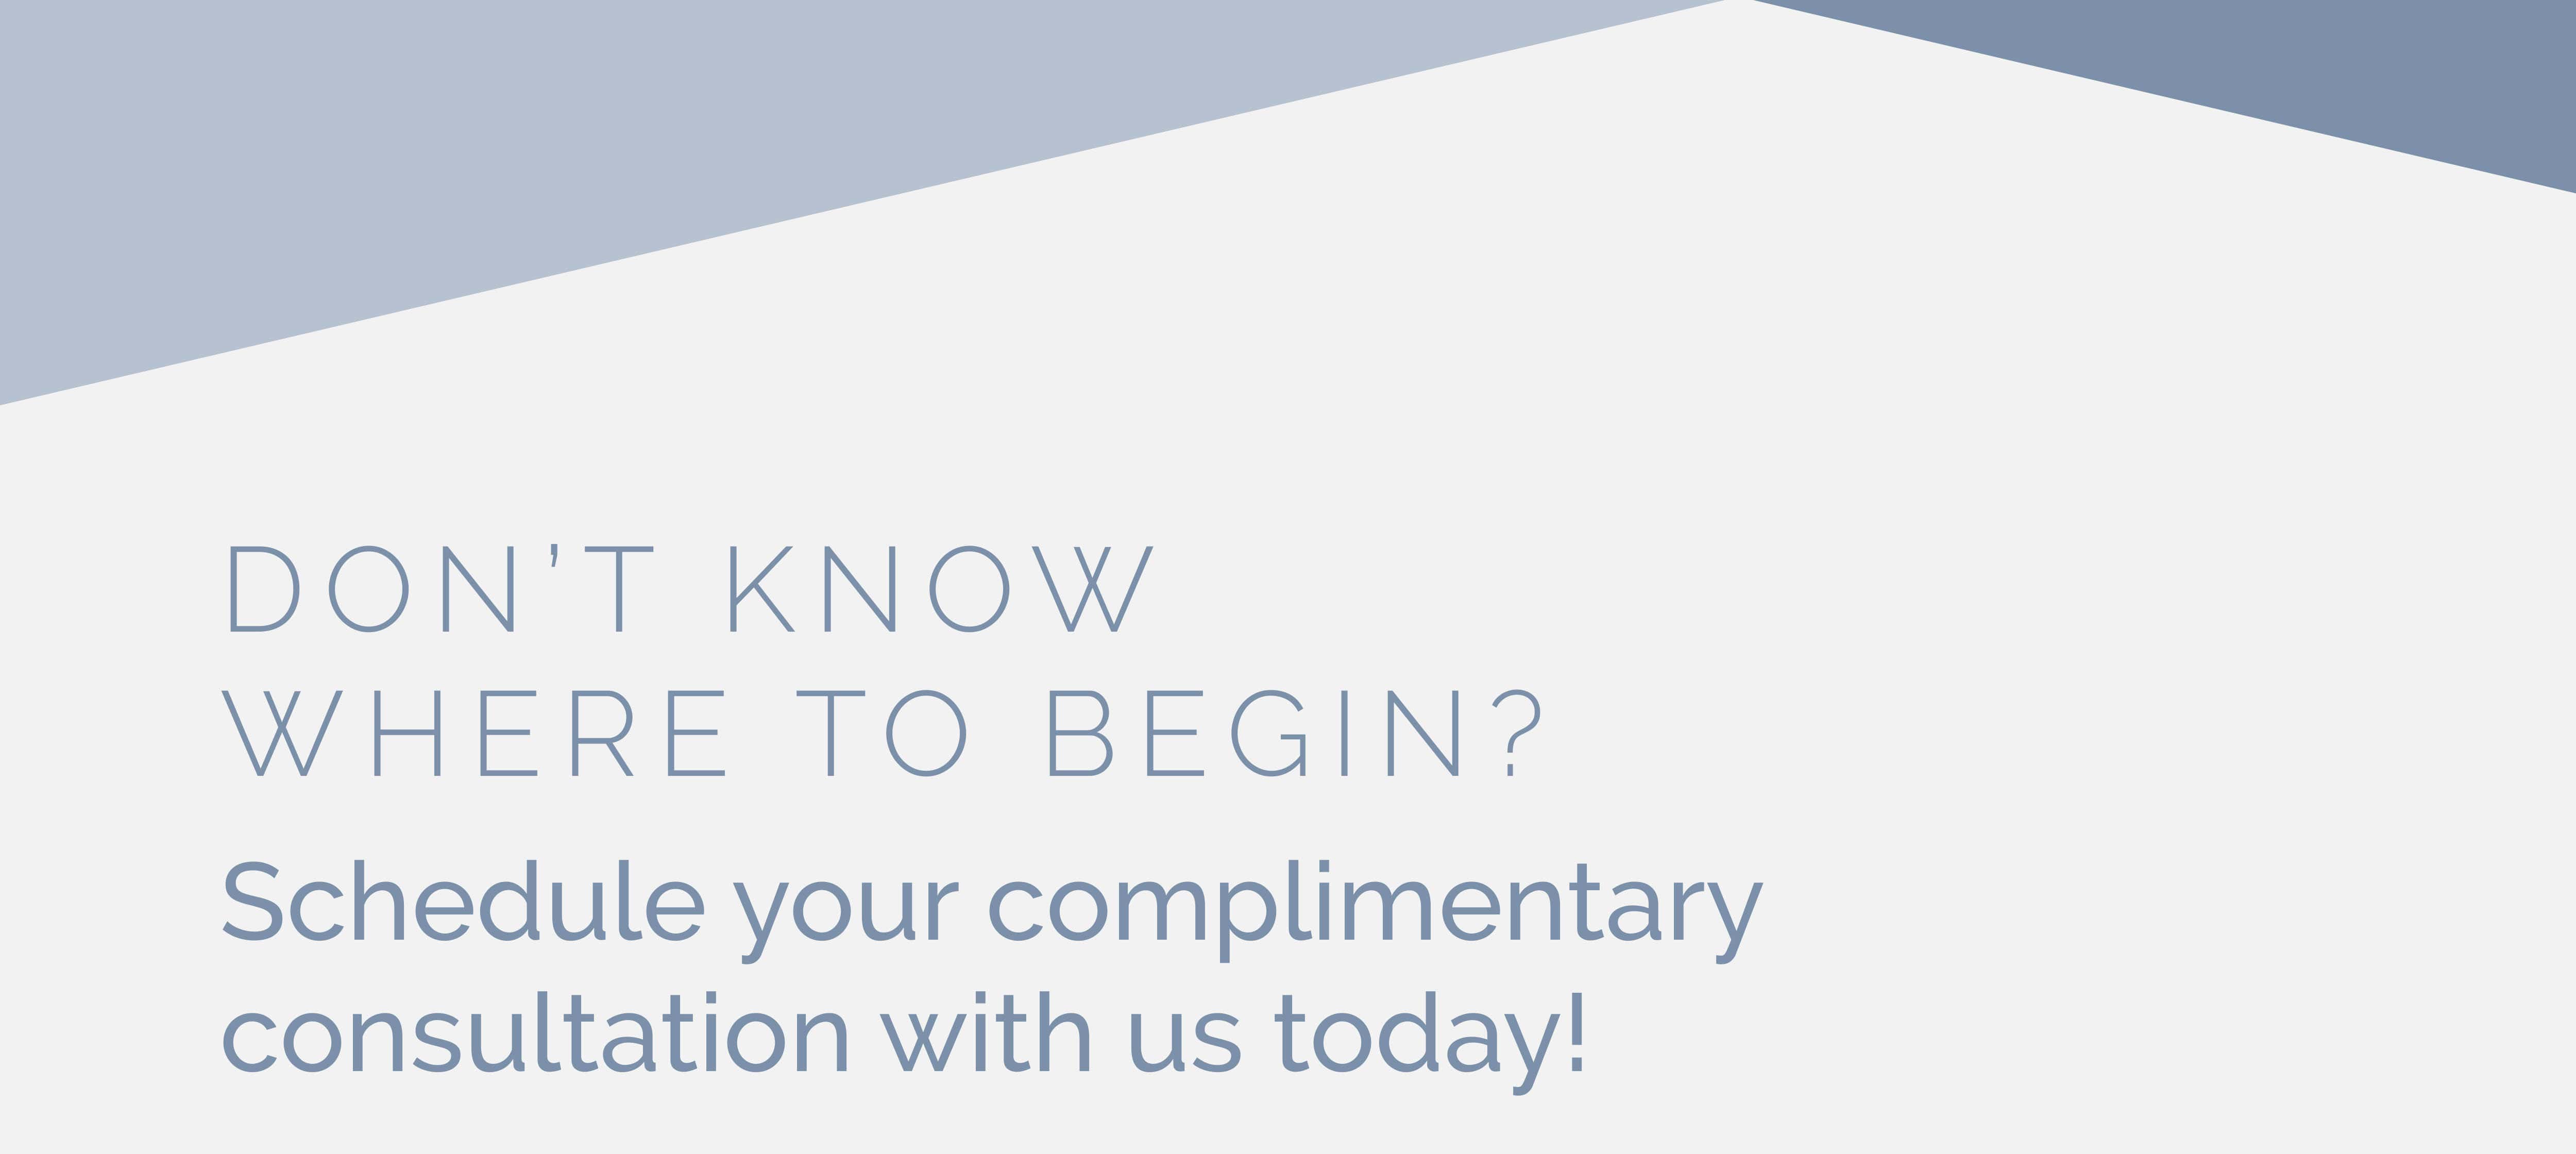 DON’T KNOW
WHERE TO BEGIN?
Schedule your complimentary
consultation with us today!